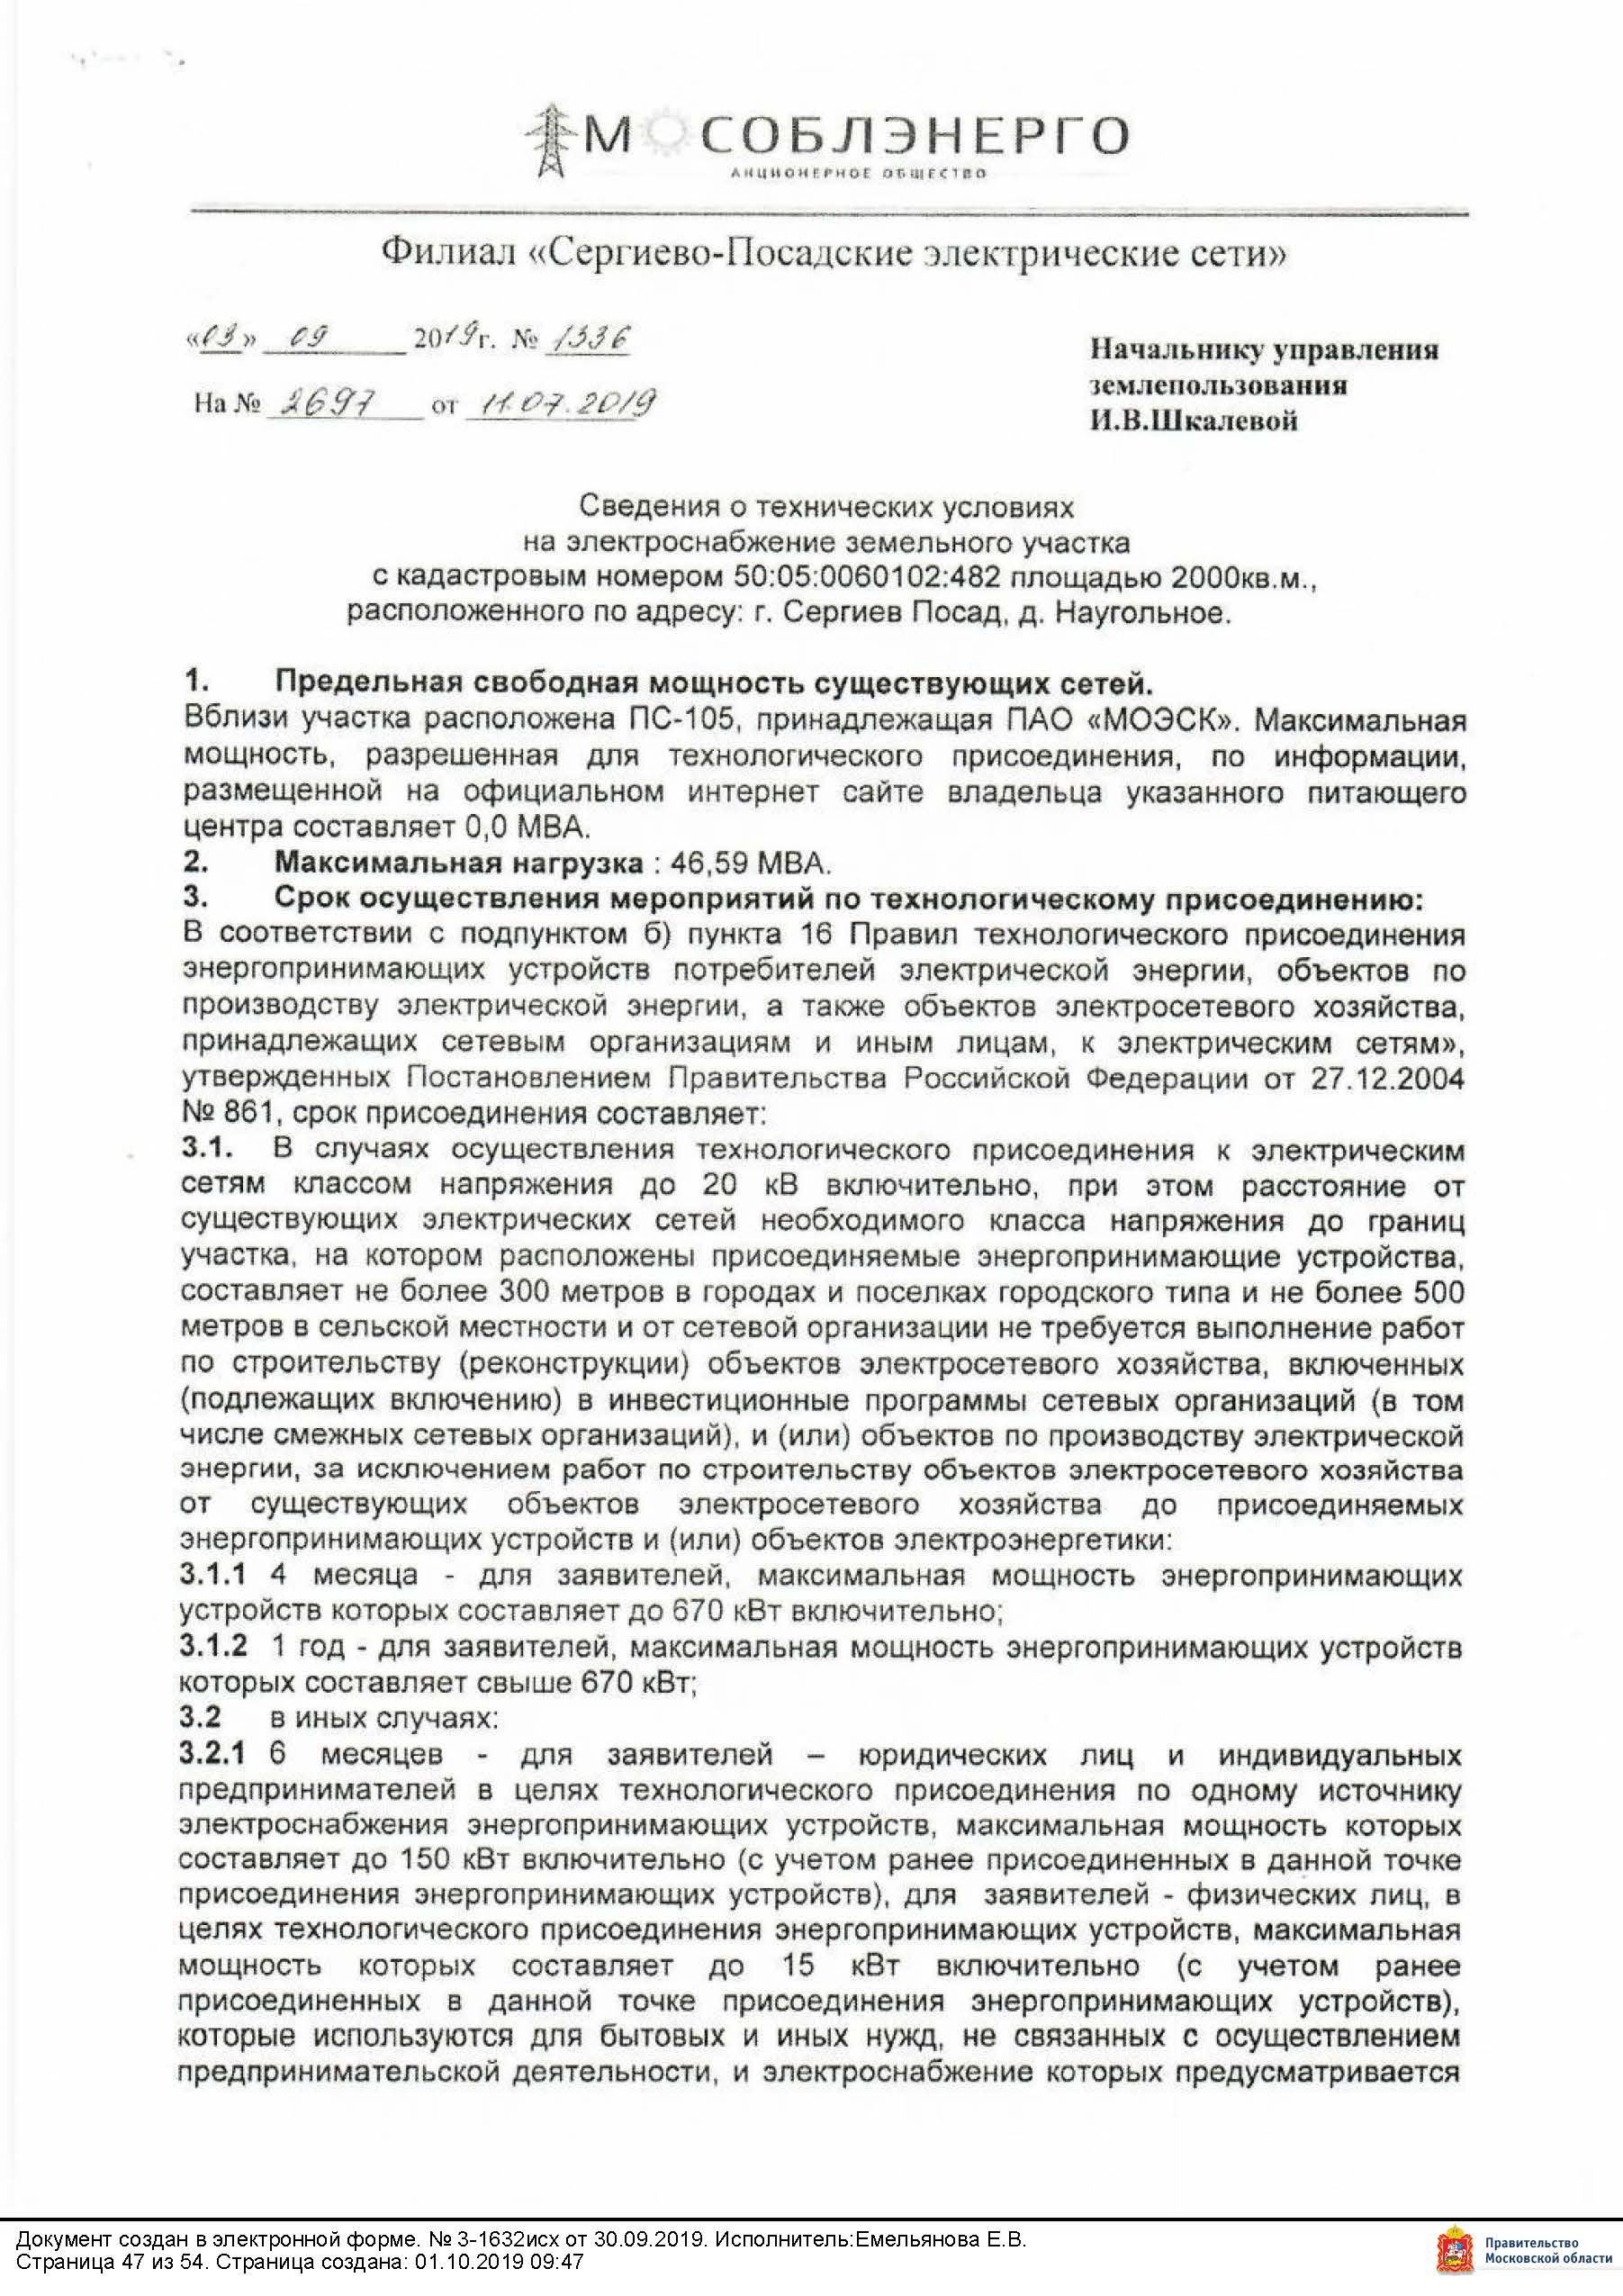 МОСОБЛЭНЕРГО
АКЦИОНЕРНОЕ ОБЩЕСТВО
Филиал «Сергиево-Посадские электрические сети»
«03» 09 2019г. № 1336
На № 2697 от 11.07.2019
Начальнику управления
землепользования
И.В.Шкалевой
Сведения о технических условиях
на электроснабжение земельного участка
с кадастровым номером 50:05:0060102:482 площадью 2000кв.м.,
расположенного по адресу: г. Сергиев Посад, д. Наугольное.
1. Предельная свободная мощность существующих сетей.
Вблизи участка расположена ПС-105, принадлежащая ПАО «МОЭСК». Максимальная
мощность, разрешенная для технологического присоединения, по информации,
размещенной на официальном интернет сайте владельца указанного питающего
центра составляет 0,0 МВА.
2. Максимальная нагрузка : 46,59 МВА.
3. Срок осуществления мероприятий по технологическому присоединению:
В соответствии с подпунктом б) пункта 16 Правил технологического присоединения
энергопринимающих устройств потребителей электрической энергии, объектов по
производству электрической энергии, а также объектов электросетевого хозяйства,
принадлежащих сетевым организациям и иным лицам, к электрическим сетям»,
утвержденных Постановлением Правительства Российской Федерации от 27.12.2004
№ 861, срок присоединения составляет:
3.1. В случаях осуществления технологического присоединения к электрическим
сетям классом напряжения до 20 кВ включительно, при этом расстояние от
существующих электрических сетей необходимого класса напряжения до границ
участка, на котором расположены присоединяемые энергопринимающие устройства,
составляет не более 300 метров в городах и поселках городского типа и не более 500
метров в сельской местности и от сетевой организации не требуется выполнение работ
по строительству (реконструкции) объектов электросетевого хозяйства, включенных
(подлежащих включению) в инвестиционные программы сетевых организаций (в том
числе смежных сетевых организаций), и (или) объектов по производству электрической
энергии, за исключением работ по строительству объектов электросетевого хозяйства
от существующих объектов электросетевого хозяйства до присоединяемых
энергопринимающих устройств и (или) объектов электроэнергетики:
3.1.1 4 месяца - для заявителей, максимальная мощность энергопринимающих
устройств которых составляет до 670 кВт включительно;
3.1.2 1 год - для заявителей, максимальная мощность энергопринимающих устройств
которых составляет свыше 670 кВт;
3.2 в иных случаях:
3.2.1 6 месяцев - для заявителей – юридических лиц и индивидуальных
предпринимателей в целях технологического присоединения по одному источнику
электроснабжения энергопринимающих устройств, максимальная мощность которых
составляет до 150 кВт включительно (с учетом ранее присоединенных в данной точке
присоединения энергопринимающих устройств), для заявителей - физических лиц, в
целях технологического присоединения энергопринимающих устройств, максимальная
мощность которых составляет до 15 кВт включительно (с учетом ранее
присоединенных в данной точке присоединения энергопринимающих устройств),
которые используются для бытовых и иных нужд, не связанных с осуществлением
предпринимательской деятельности, и электроснабжение которых предусматривается
Документ создан в электронной форме. № 3-1632исх от 30.09.2019. Исполнитель:Емельянова Е.В.
Страница 47 из 54. Страница создана: 01.10.2019 09:47
Правительство
Московской области